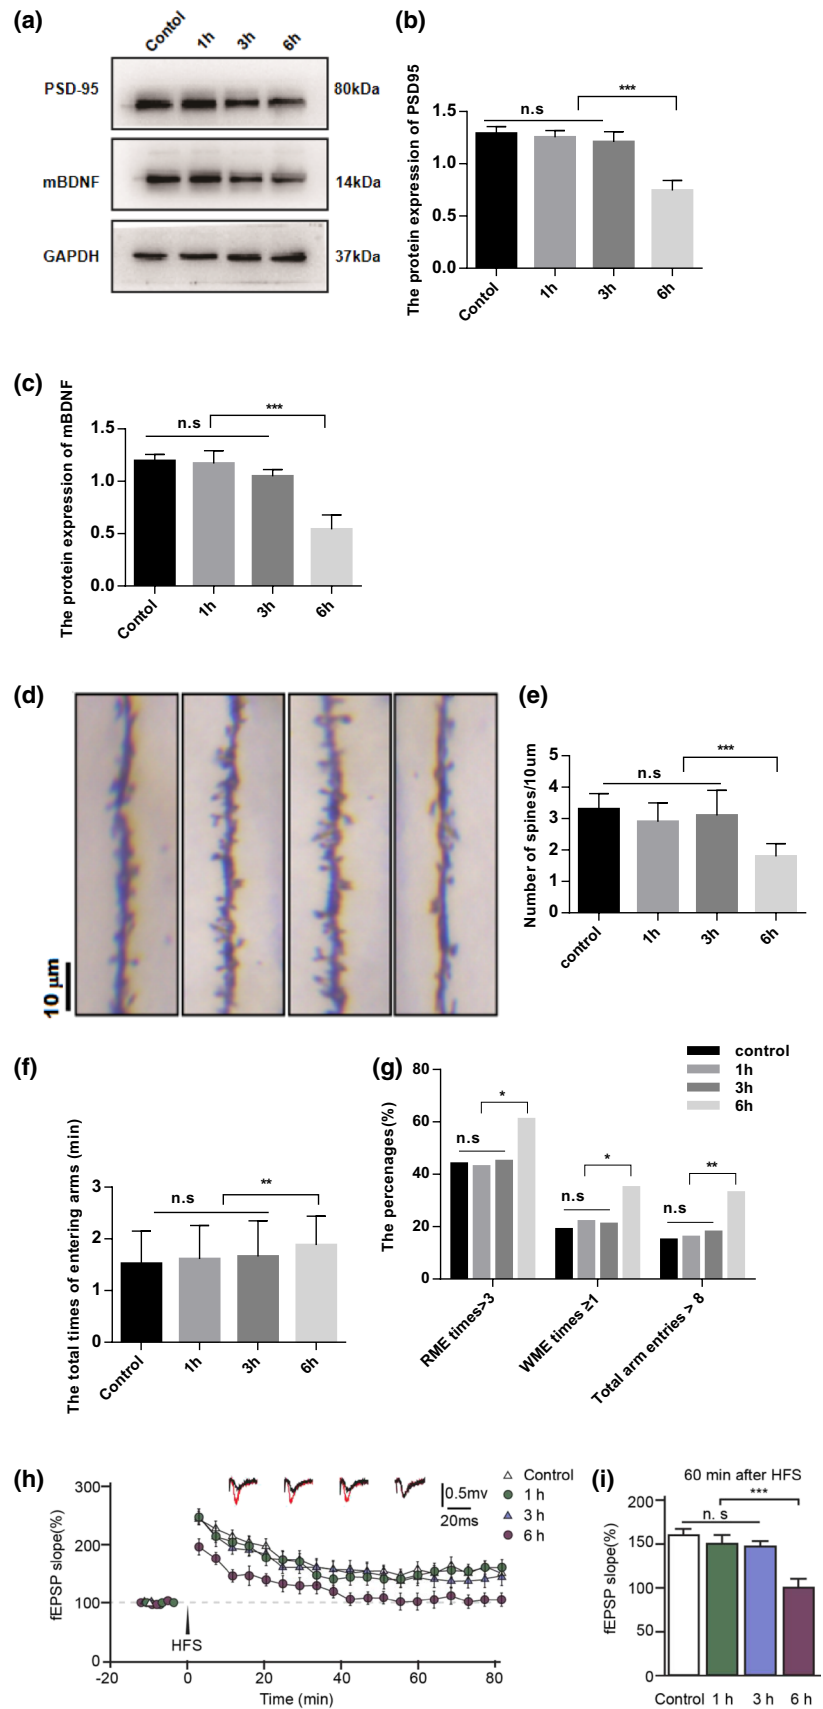 (a)
Contol 1h 3h 6h
PSD-95 80kDa
mBDNF 14kDa
GAPDH 37kDa
(b)
The protein expression of PSD95
1.5
1.0
0.5
0.0
n.s
***
Contol 1h 3h 6h
(c)
The protein expression of mBDNF
1.5
1.0
0.5
0.0
n.s
***
Contol 1h 3h 6h
(d)
10 µm
(e)
Number of spines/10um
5
4
3
2
1
0
n.s
***
control 1h 3h 6h
(f)
The total times of entering arms (min)
3
2
1
0
n.s
**
Control 1h 3h 6h
(g)
The percenages(%)
80
60
40
20
0
control
1h
3h
6h
n.s
*
n.s
*
n.s
**
RME times>3
WME times ≥1
Total arm entries > 8
(h)
fEPSP slope(%)
300
200
100
0
0.5mv
20ms
Control
1 h
3 h
6 h
HFS
-20 0 20 40 60 80
Time (min)
(i)
60 min after HFS
fEPSP slope(%)
200
150
100
50
0
n. s
***
Control 1 h 3 h 6 h